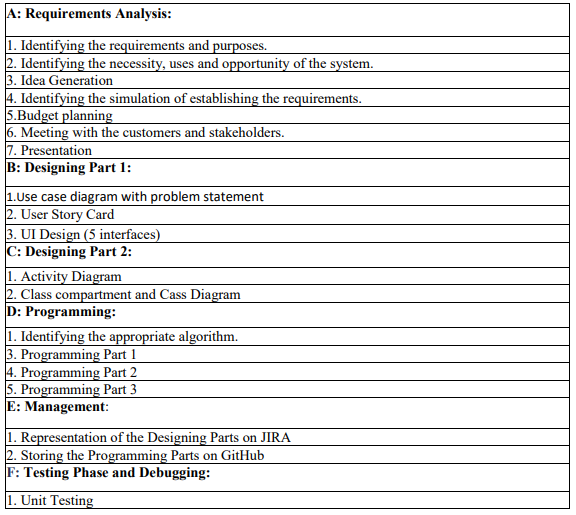 A: Requirements Analysis:
1. Identifying the requirements and purposes.
2. Identifying the necessity, uses and opportunity of the system.
3. Idea Generation
4. Identifying the simulation of establishing the requirements.
5.Budget planning
6. Meeting with the customers and stakeholders.
7. Presentation
B: Designing Part 1:
1.Use case diagram with problem statement
2. User Story Card
3. UI Design (5 interfaces)
C: Designing Part 2:
1. Activity Diagram
2. Class compartment and Cass Diagram
D: Programming:
1. Identifying the appropriate algorithm.
3. Programming Part 1
4. Programming Part 2
5. Programming Part 3
E: Management:
1. Representation of the Designing Parts on JIRA
2. Storing the Programming Parts on GitHub
F: Testing Phase and Debugging:
1. Unit Testing